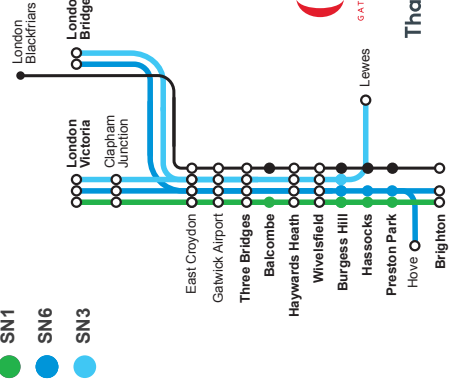 SN1
SN6
SN3
London
Blackfriars
London
Bridge
London
Victoria
Clapham
Junction
East Croydon
Gatwick Airport
Three Bridges
Balcombe
Haywards Heath
Wivelsfield
Burgess Hill
Hassocks
Preston Park
Hove
Brighton
Lewes
GAT
Tha